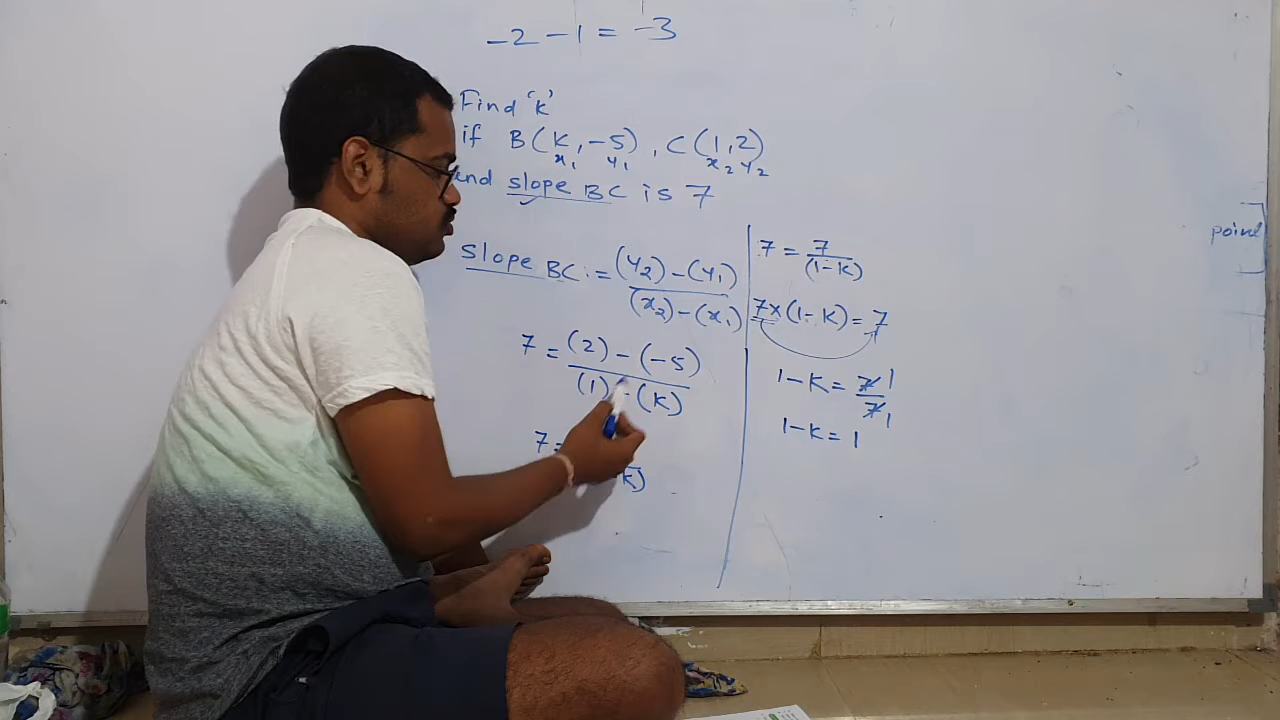 -2 - 1 = -3
Find 'K'
if B(K, -5), C(1, 2)
x₁ y₁ x₂ y₂
end slope BC is 7
slope BC = (y₂) - (y₁)
(x₂) - (x₁)
7 = (2) - (-5)
(1) - (K)
7 =
K)
7 = 7
(1 - K)
7 x (1 - K) = 7
1 - K = 7 1
7 1
1 - K = 1
point